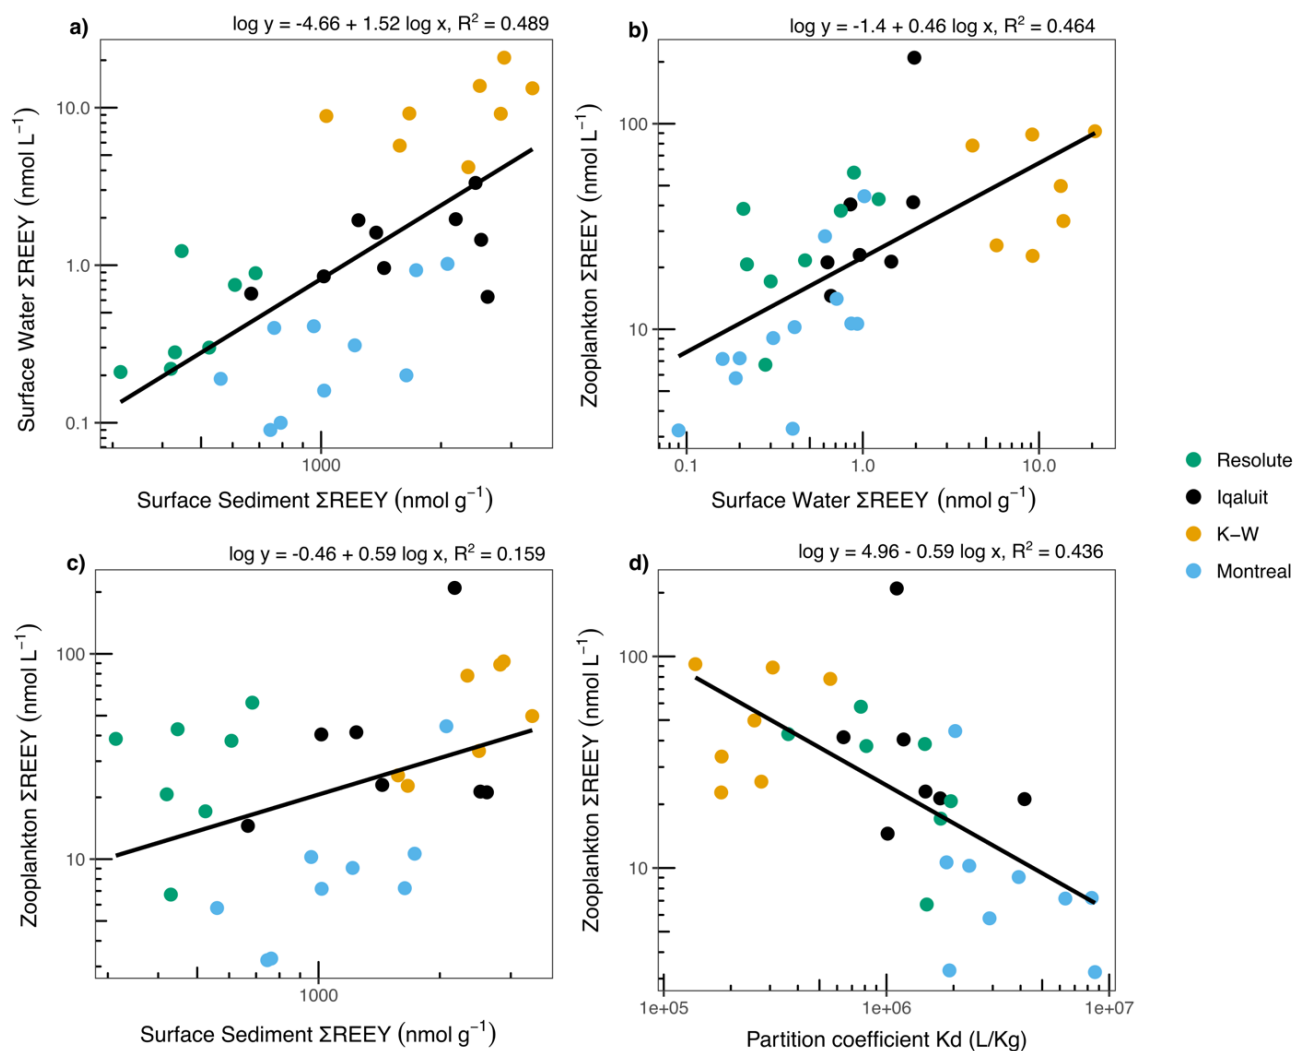 a)
log y = -4.66 + 1.52 log x, R² = 0.489
Surface Water ΣREEY (nmol L⁻¹)
10.0
1.0
0.1
1000
Surface Sediment ΣREEY (nmol g⁻¹)
b)
log y = -1.4 + 0.46 log x, R² = 0.464
Zooplankton ΣREEY (nmol L⁻¹)
100
10
0.1
1.0
10.0
Surface Water ΣREEY (nmol g⁻¹)
Resolute
Iqaluit
K-W
Montreal
c)
log y = -0.46 + 0.59 log x, R² = 0.159
Zooplankton ΣREEY (nmol L⁻¹)
100
10
1000
Surface Sediment ΣREEY (nmol g⁻¹)
d)
log y = 4.96 - 0.59 log x, R² = 0.436
Zooplankton ΣREEY (nmol L⁻¹)
100
10
1e+05
1e+06
1e+07
Partition coefficient Kd (L/Kg)